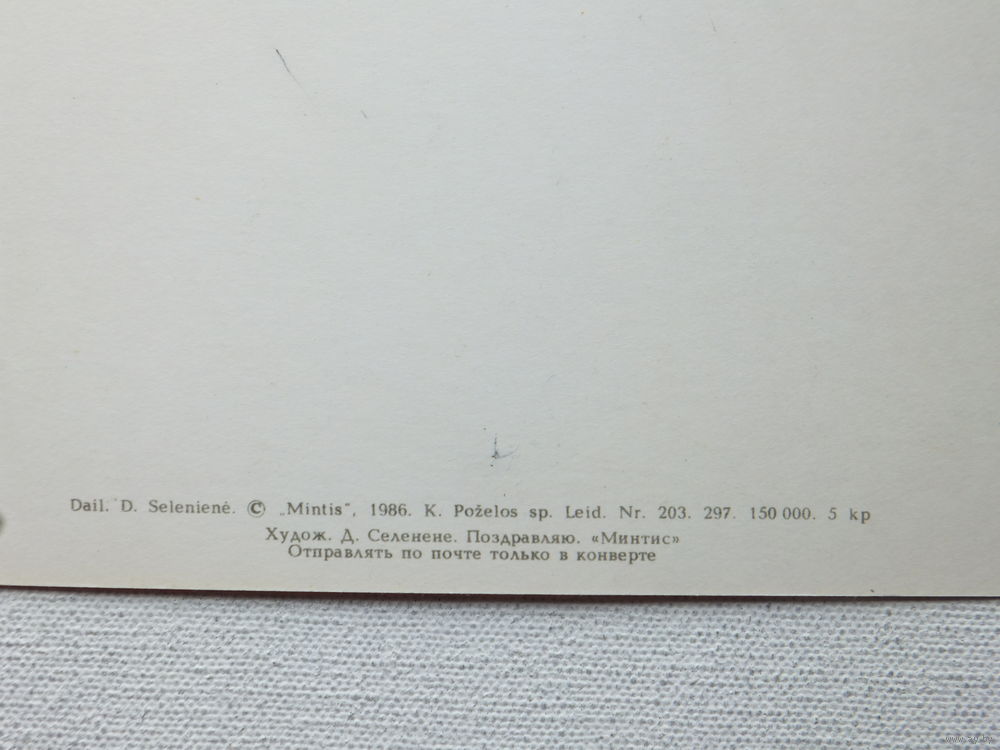 Dail. D. Selenienė. © „Mintis“, 1986. K. Poželos sp. Leid. Nr. 203. 297. 150 000. 5 kp
Худож. Д. Селенене. Поздравляю. «Минтис»
Отправлять по почте только в конверте